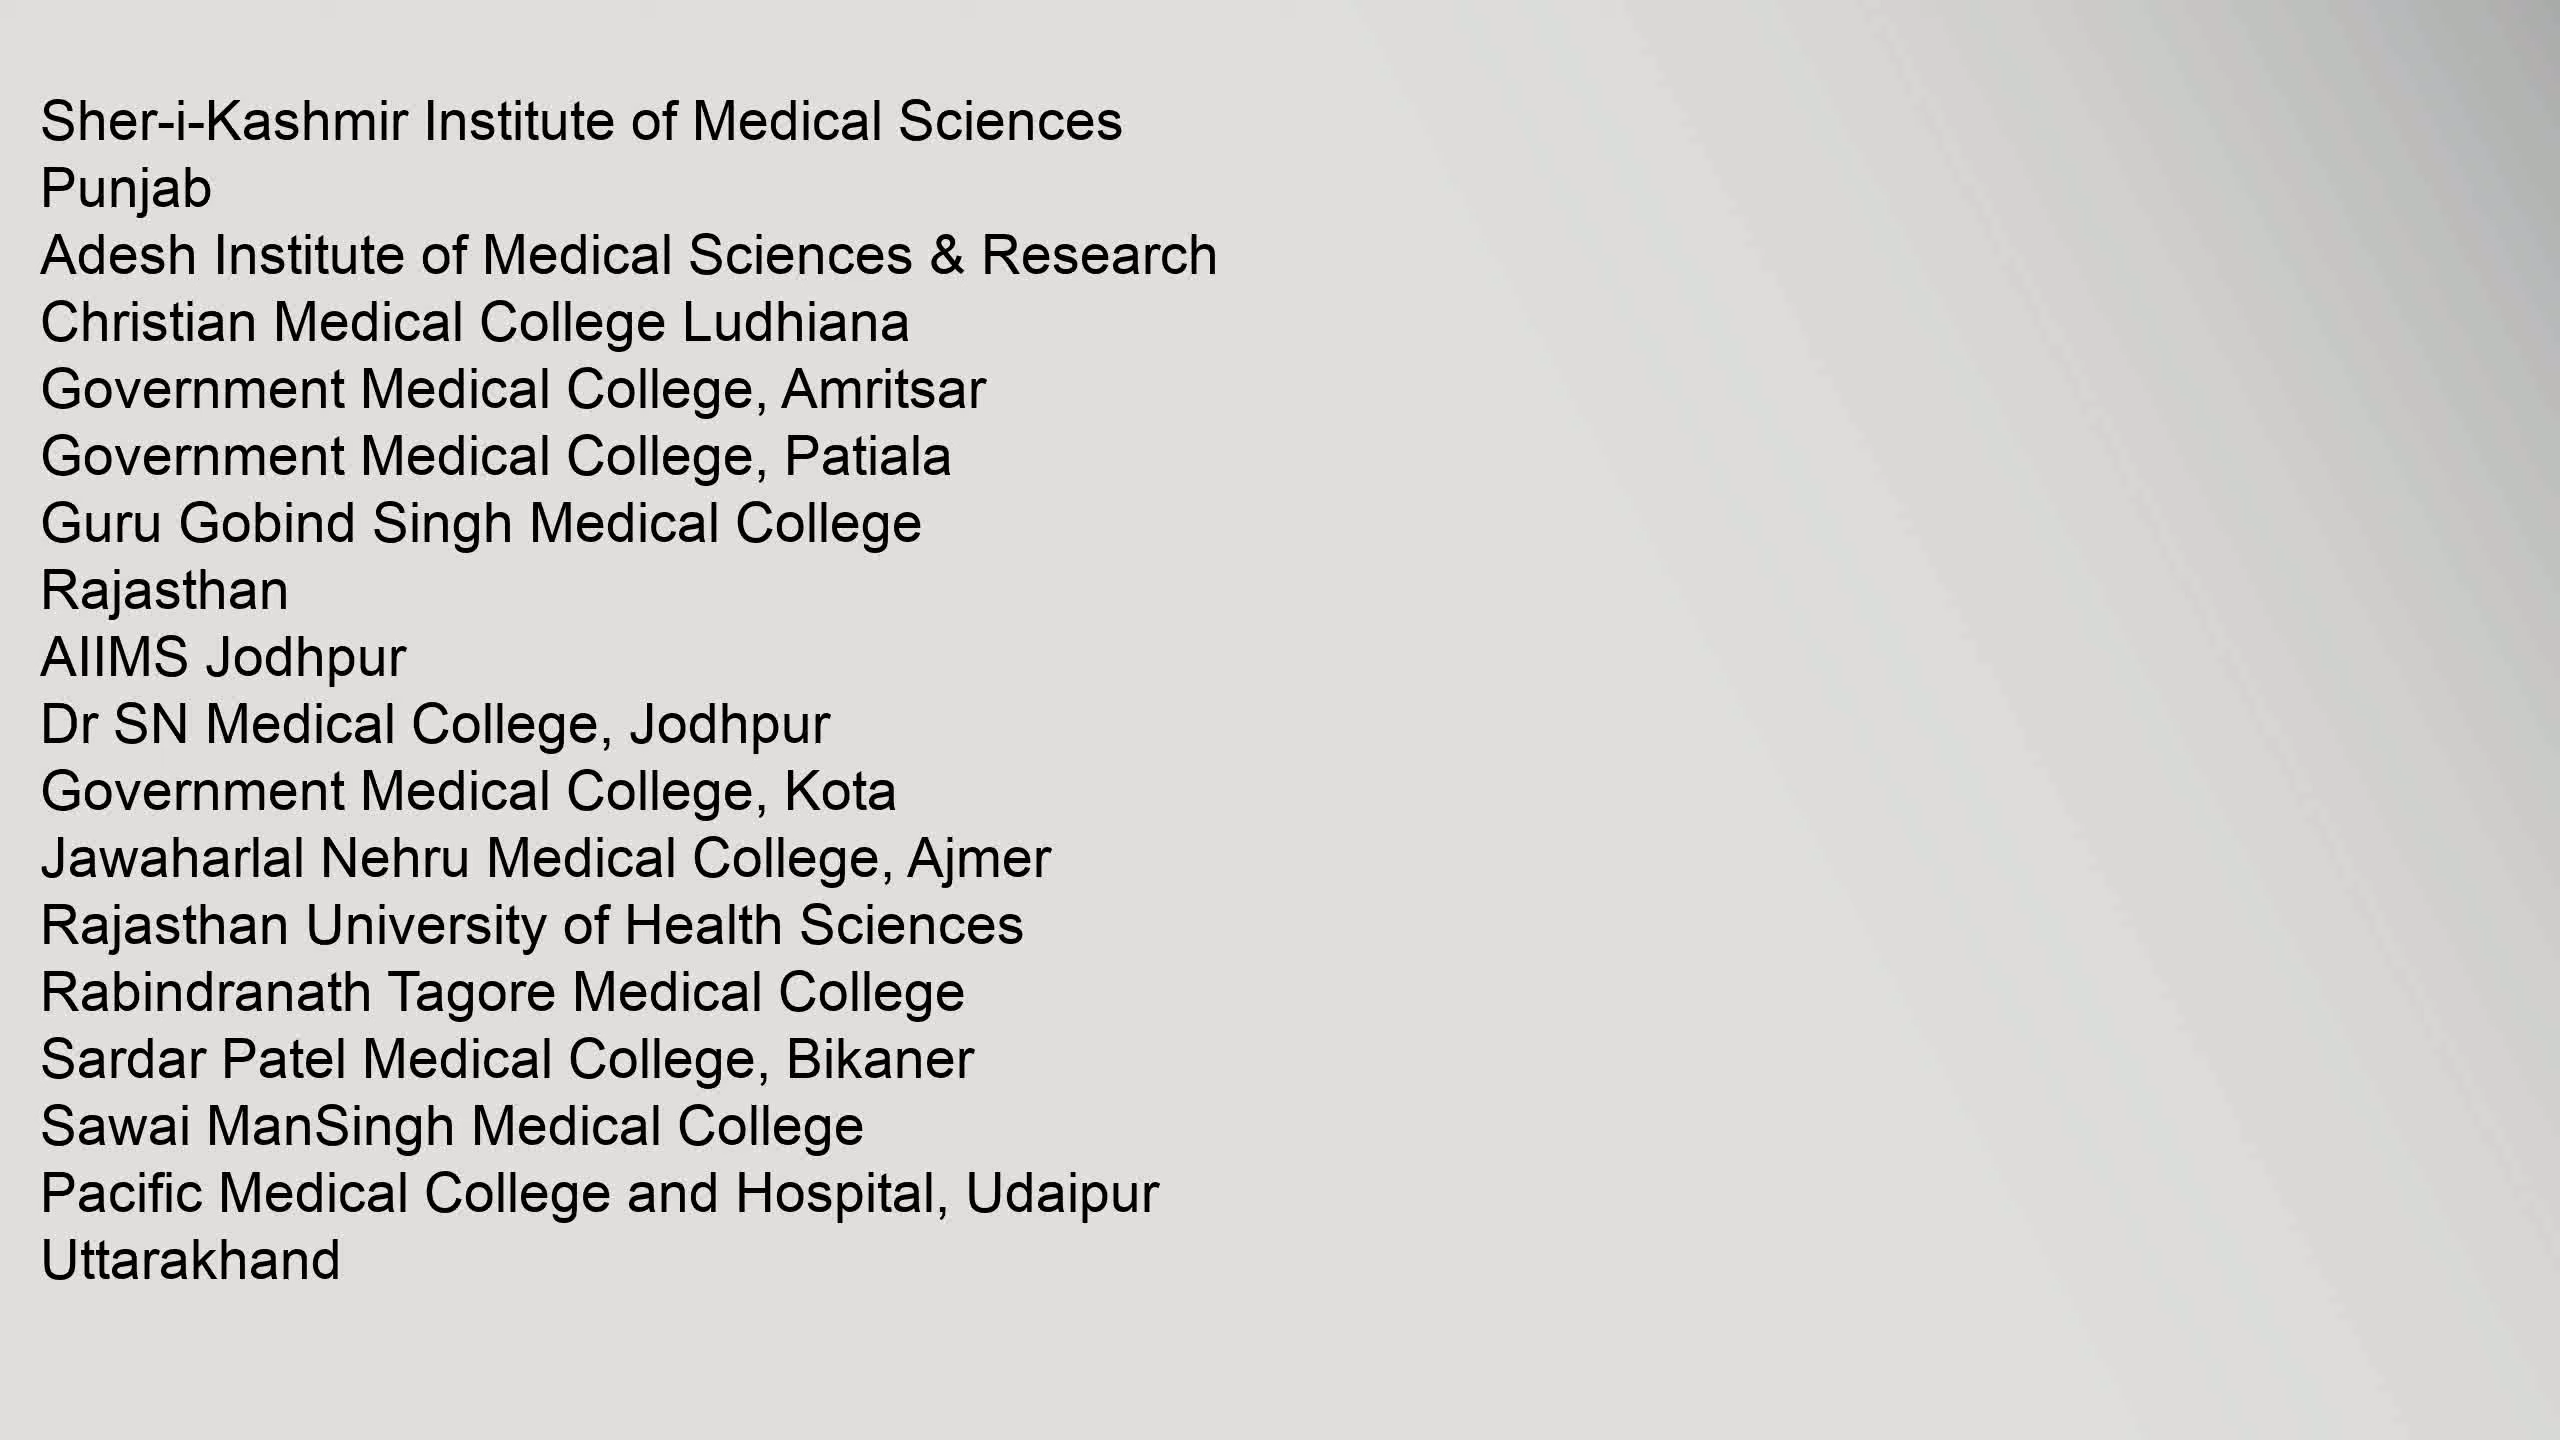 Sher-i-Kashmir Institute of Medical Sciences
Punjab
Adesh Institute of Medical Sciences & Research
Christian Medical College Ludhiana
Government Medical College, Amritsar
Government Medical College, Patiala
Guru Gobind Singh Medical College
Rajasthan
AIIMS Jodhpur
Dr SN Medical College, Jodhpur
Government Medical College, Kota
Jawaharlal Nehru Medical College, Ajmer
Rajasthan University of Health Sciences
Rabindranath Tagore Medical College
Sardar Patel Medical College, Bikaner
Sawai ManSingh Medical College
Pacific Medical College and Hospital, Udaipur
Uttarakhand